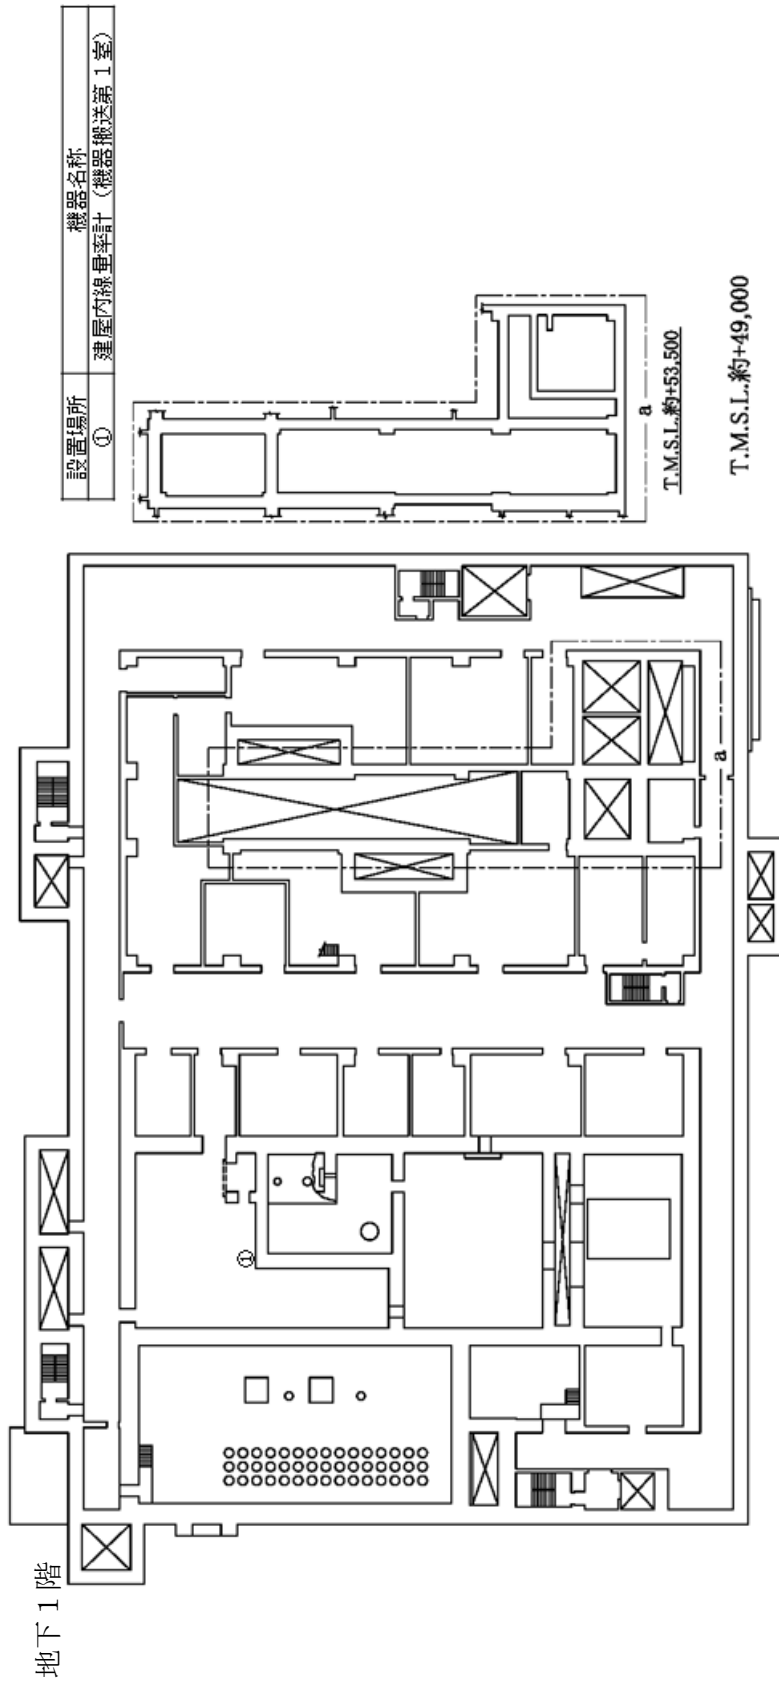 地下 1 階
設置場所 機器名称
① 建屋内線量率計（機器搬送第 1 室）
①
a
a
T.M.S.L.約+53,500
T.M.S.L.約+49,000